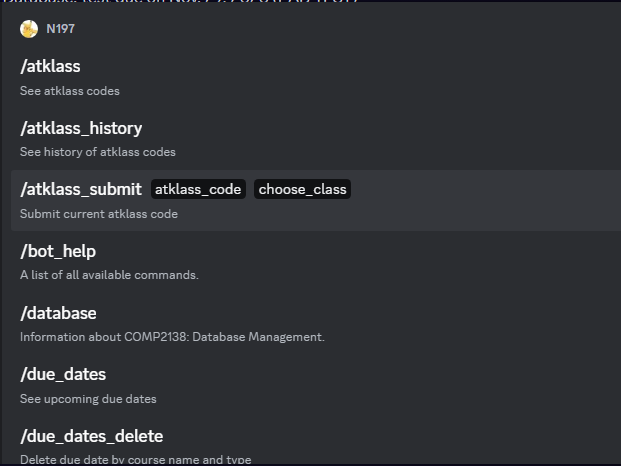 N197
/atklass
See atklass codes
/atklass_history
See history of atklass codes
/atklass_submit atklass_code choose_class
Submit current atklass code
/bot_help
A list of all available commands.
/database
Information about COMP2138: Database Management.
/due_dates
See upcoming due dates
/due_dates_delete
Delete due date by course name and type